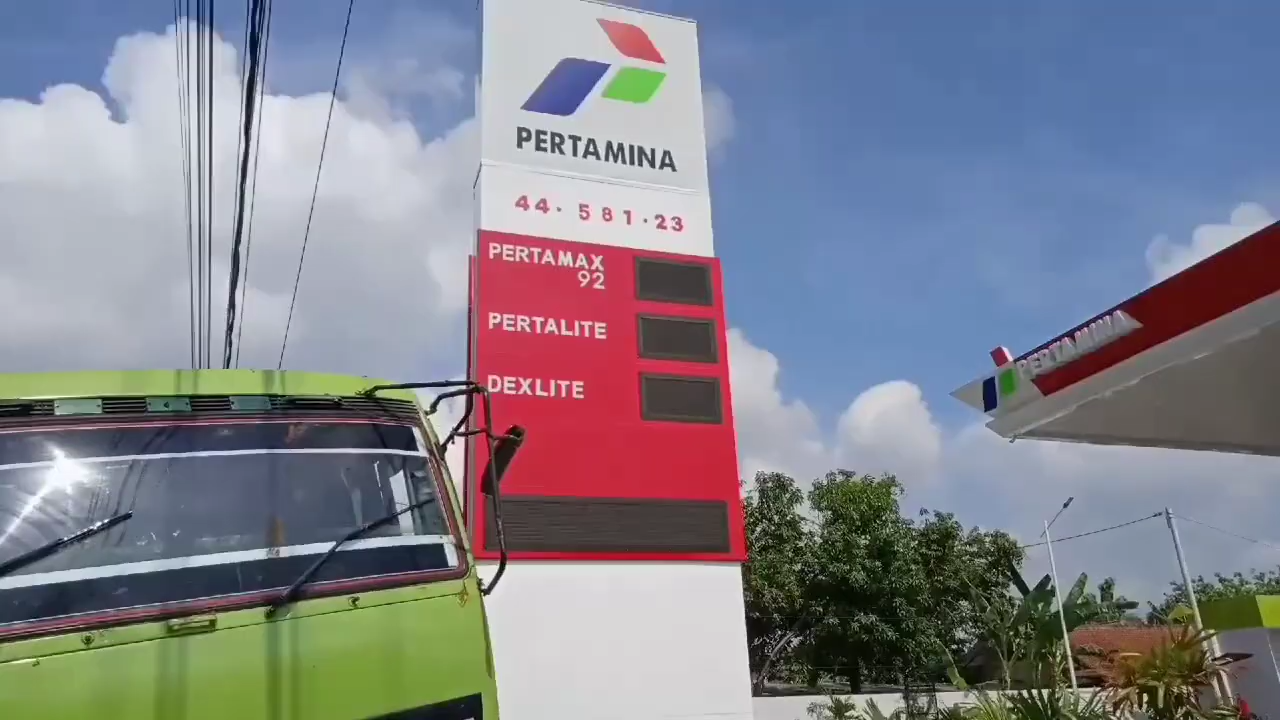 PERTAMINA
44. 581.23
PERTAMAX
92
PERTALITE
DEXLITE
PERTAMINA